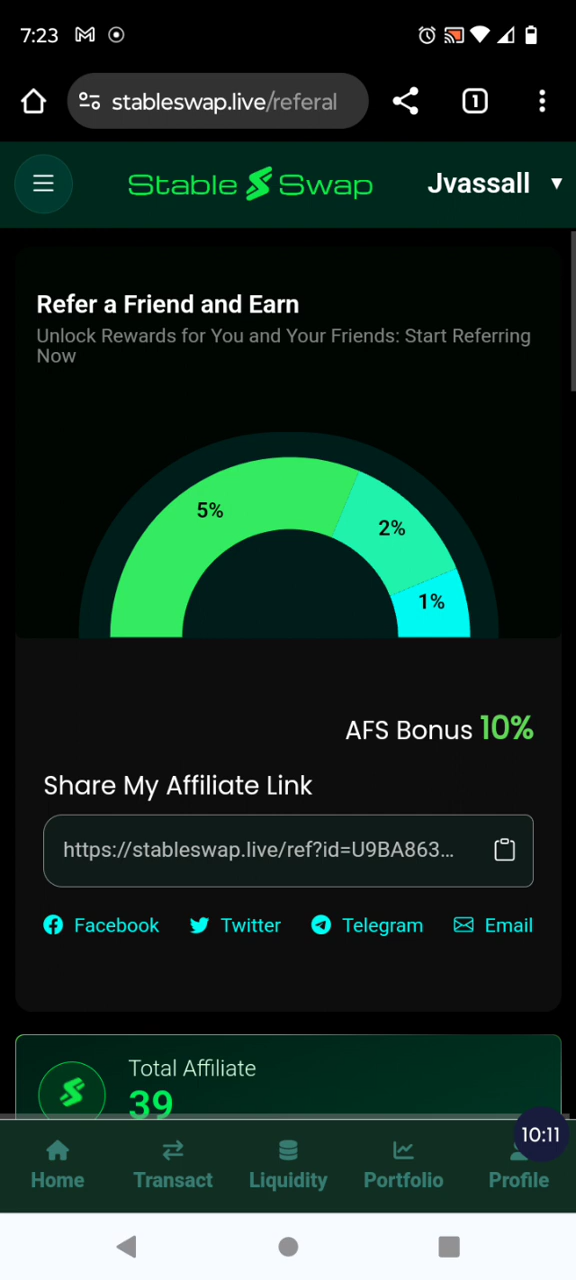 7:23
stableswap.live/referal
1
Stable Swap
Jvassall
Refer a Friend and Earn
Unlock Rewards for You and Your Friends: Start Referring
Now
5%
2%
1%
AFS Bonus 10%
Share My Affiliate Link
https://stableswap.live/ref?id=U9BA863...
Facebook Twitter Telegram Email
Total Affiliate
39
10:11
Home Transact Liquidity Portfolio Profile